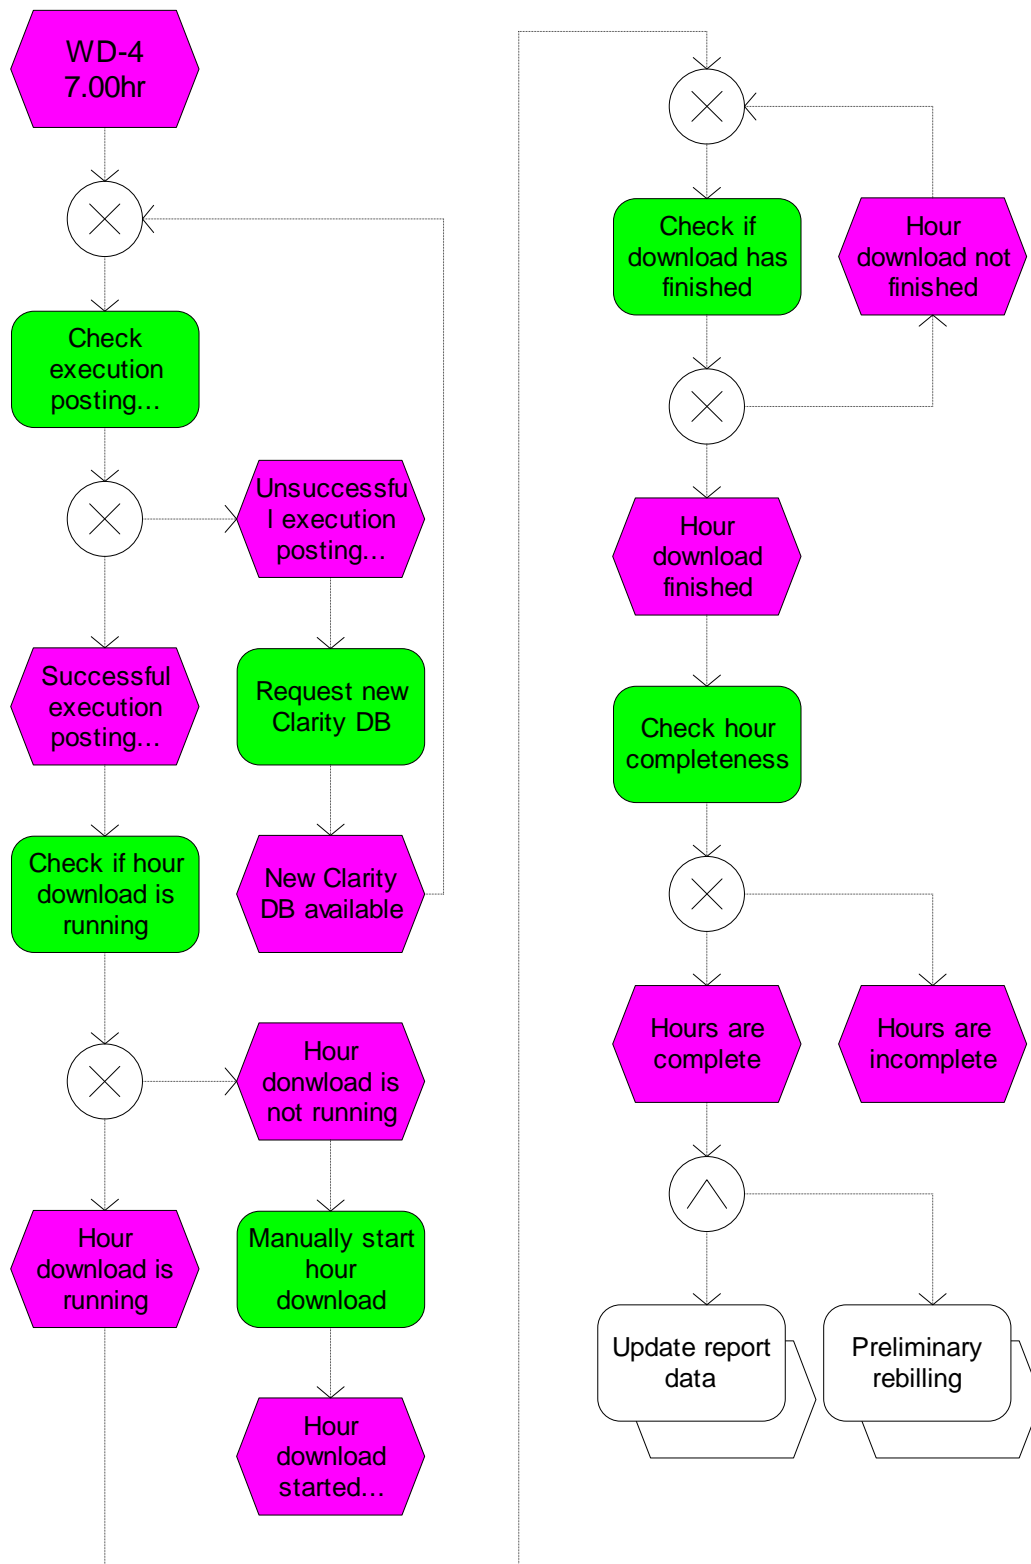 WD-4
7.00hr
Check
execution
posting...
Unsuccessfu
l execution
posting...
Successful
execution
posting...
Request new
Clarity DB
Check if hour
download is
running
New Clarity
DB available
Hour
donwload is
not running
Hour
download is
running
Manually start
hour
download
Hour
download
started...
Check if
download has
finished
Hour
download not
finished
Hour
download
finished
Check hour
completeness
Hours are
complete
Hours are
incomplete
Update report
data
Preliminary
rebilling